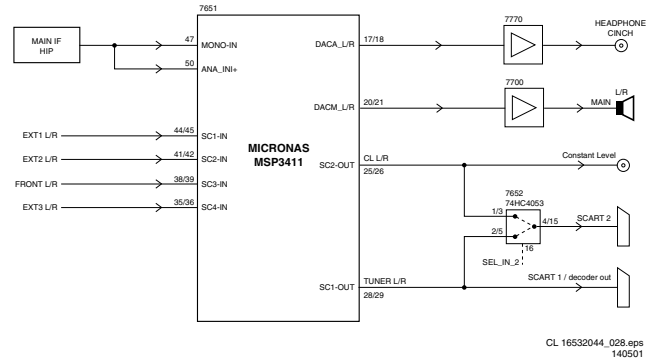 7651
7770
HEADPHONE
CINCH
MAIN IF
HIP
47
MONO-IN
DACA_L/R
17/18
50
ANA_INI+
7700
L/R
DACM_L/R
20/21
MAIN
44/45
EXT1 L/R
SC1-IN
MICRONAS
MSP3411
41/42
EXT2 L/R
SC2-IN
SC2-OUT
CL L/R
25/26
Constant Level
38/39
FRONT L/R
SC3-IN
35/36
EXT3 L/R
SC4-IN
7652
74HC4053
1/3
4/15
SCART 2
2/5
16
SEL_IN_2
SC1-OUT
TUNER L/R
28/29
SCART 1 / decoder out
CL 16532044_028.eps
140501